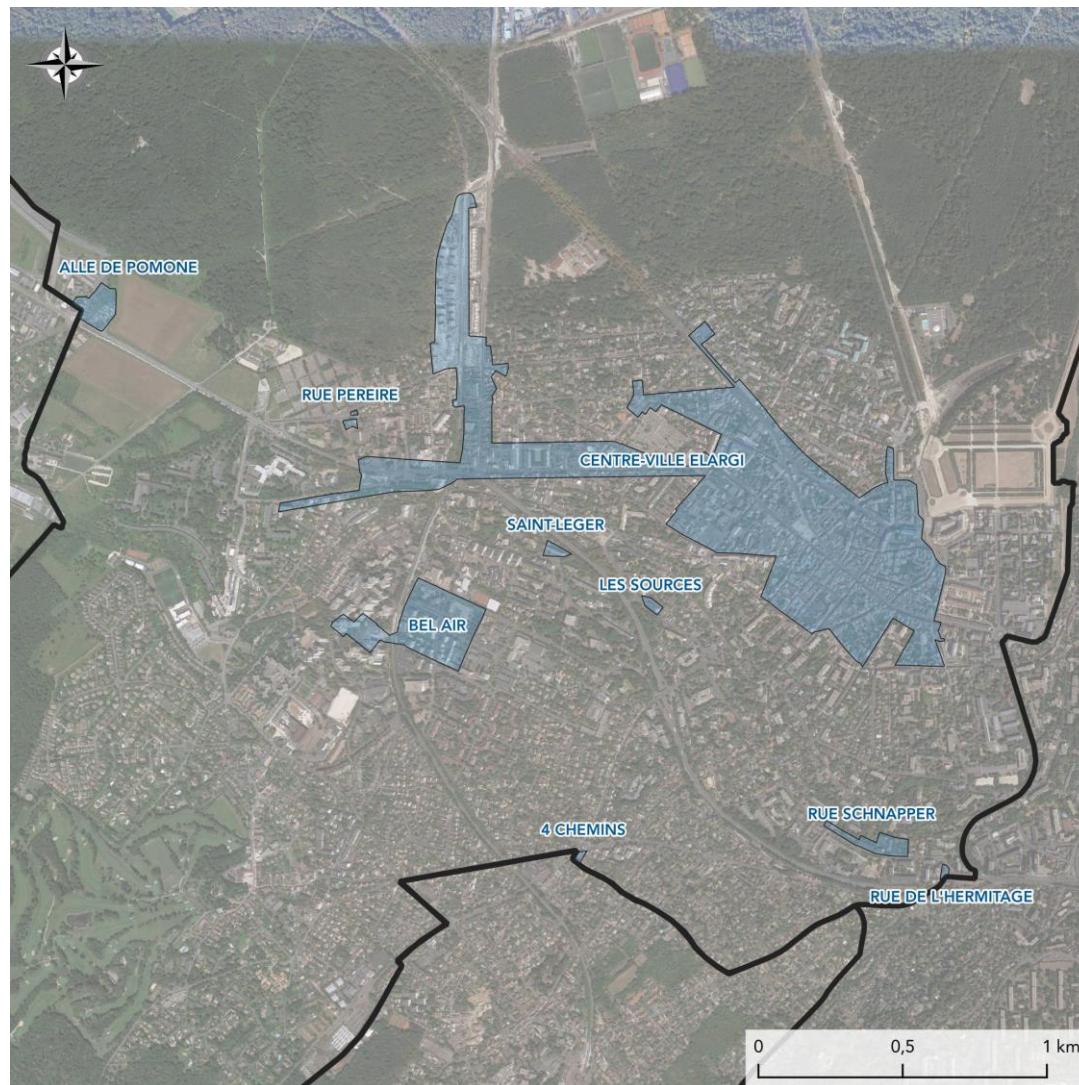 ALLE DE POMONE
RUE PEREIRE
CENTRE-VILLE ELARGI
SAINT-LEGER
LES SOURCES
BEL AIR
RUE SCHNAPPER
4 CHEMINS
RUE DE L'HERMITAGE
0 0,5 1 km